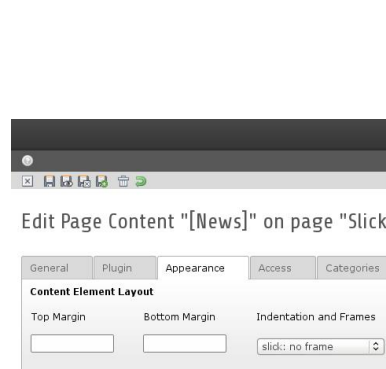 Edit Page Content "[News]" on page "Slick
General Plugin Appearance Access Categories
Content Element Layout
Top Margin Bottom Margin Indentation and Frames
slick: no frame